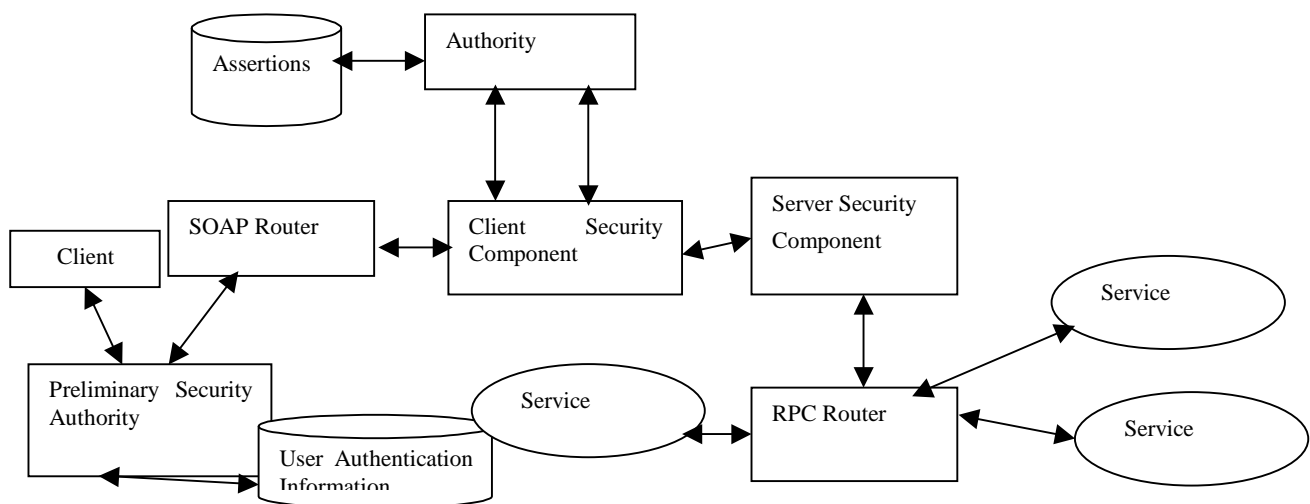 Authority
Assertions
Server Security
Component
SOAP Router
Client Security
Component
Client
Service
Preliminary Security
Authority
Service
RPC Router
Service
User Authentication
Information